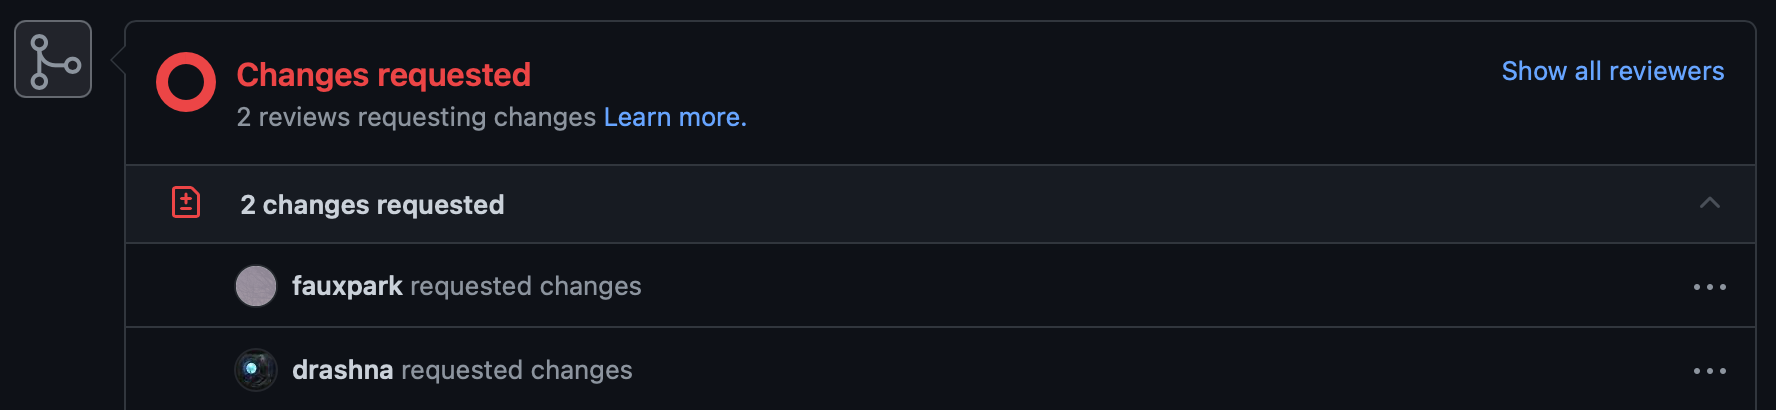 Changes requested
Show all reviewers
2 reviews requesting changes Learn more.
2 changes requested
fauxpark requested changes
drashna requested changes